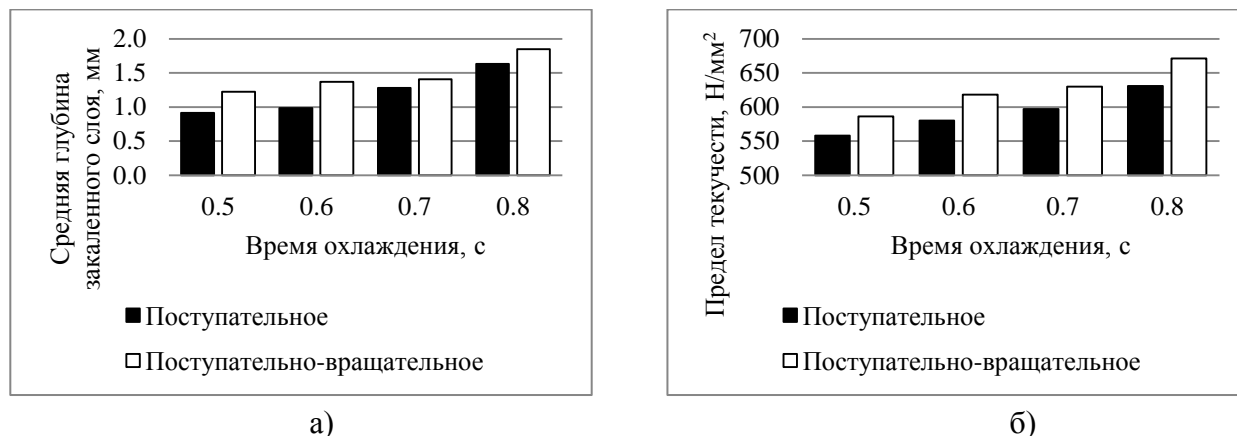 Средняя глубина
закаленного слоя, мм
2.0
1.5
1.0
0.5
0.0
0.5 0.6 0.7 0.8
Время охлаждения, с
Поступательное
Поступательно-вращательное
а)
Предел текучести, Н/мм²
700
650
600
550
500
0.5 0.6 0.7 0.8
Время охлаждения, с
Поступательное
Поступательно-вращательное
б)